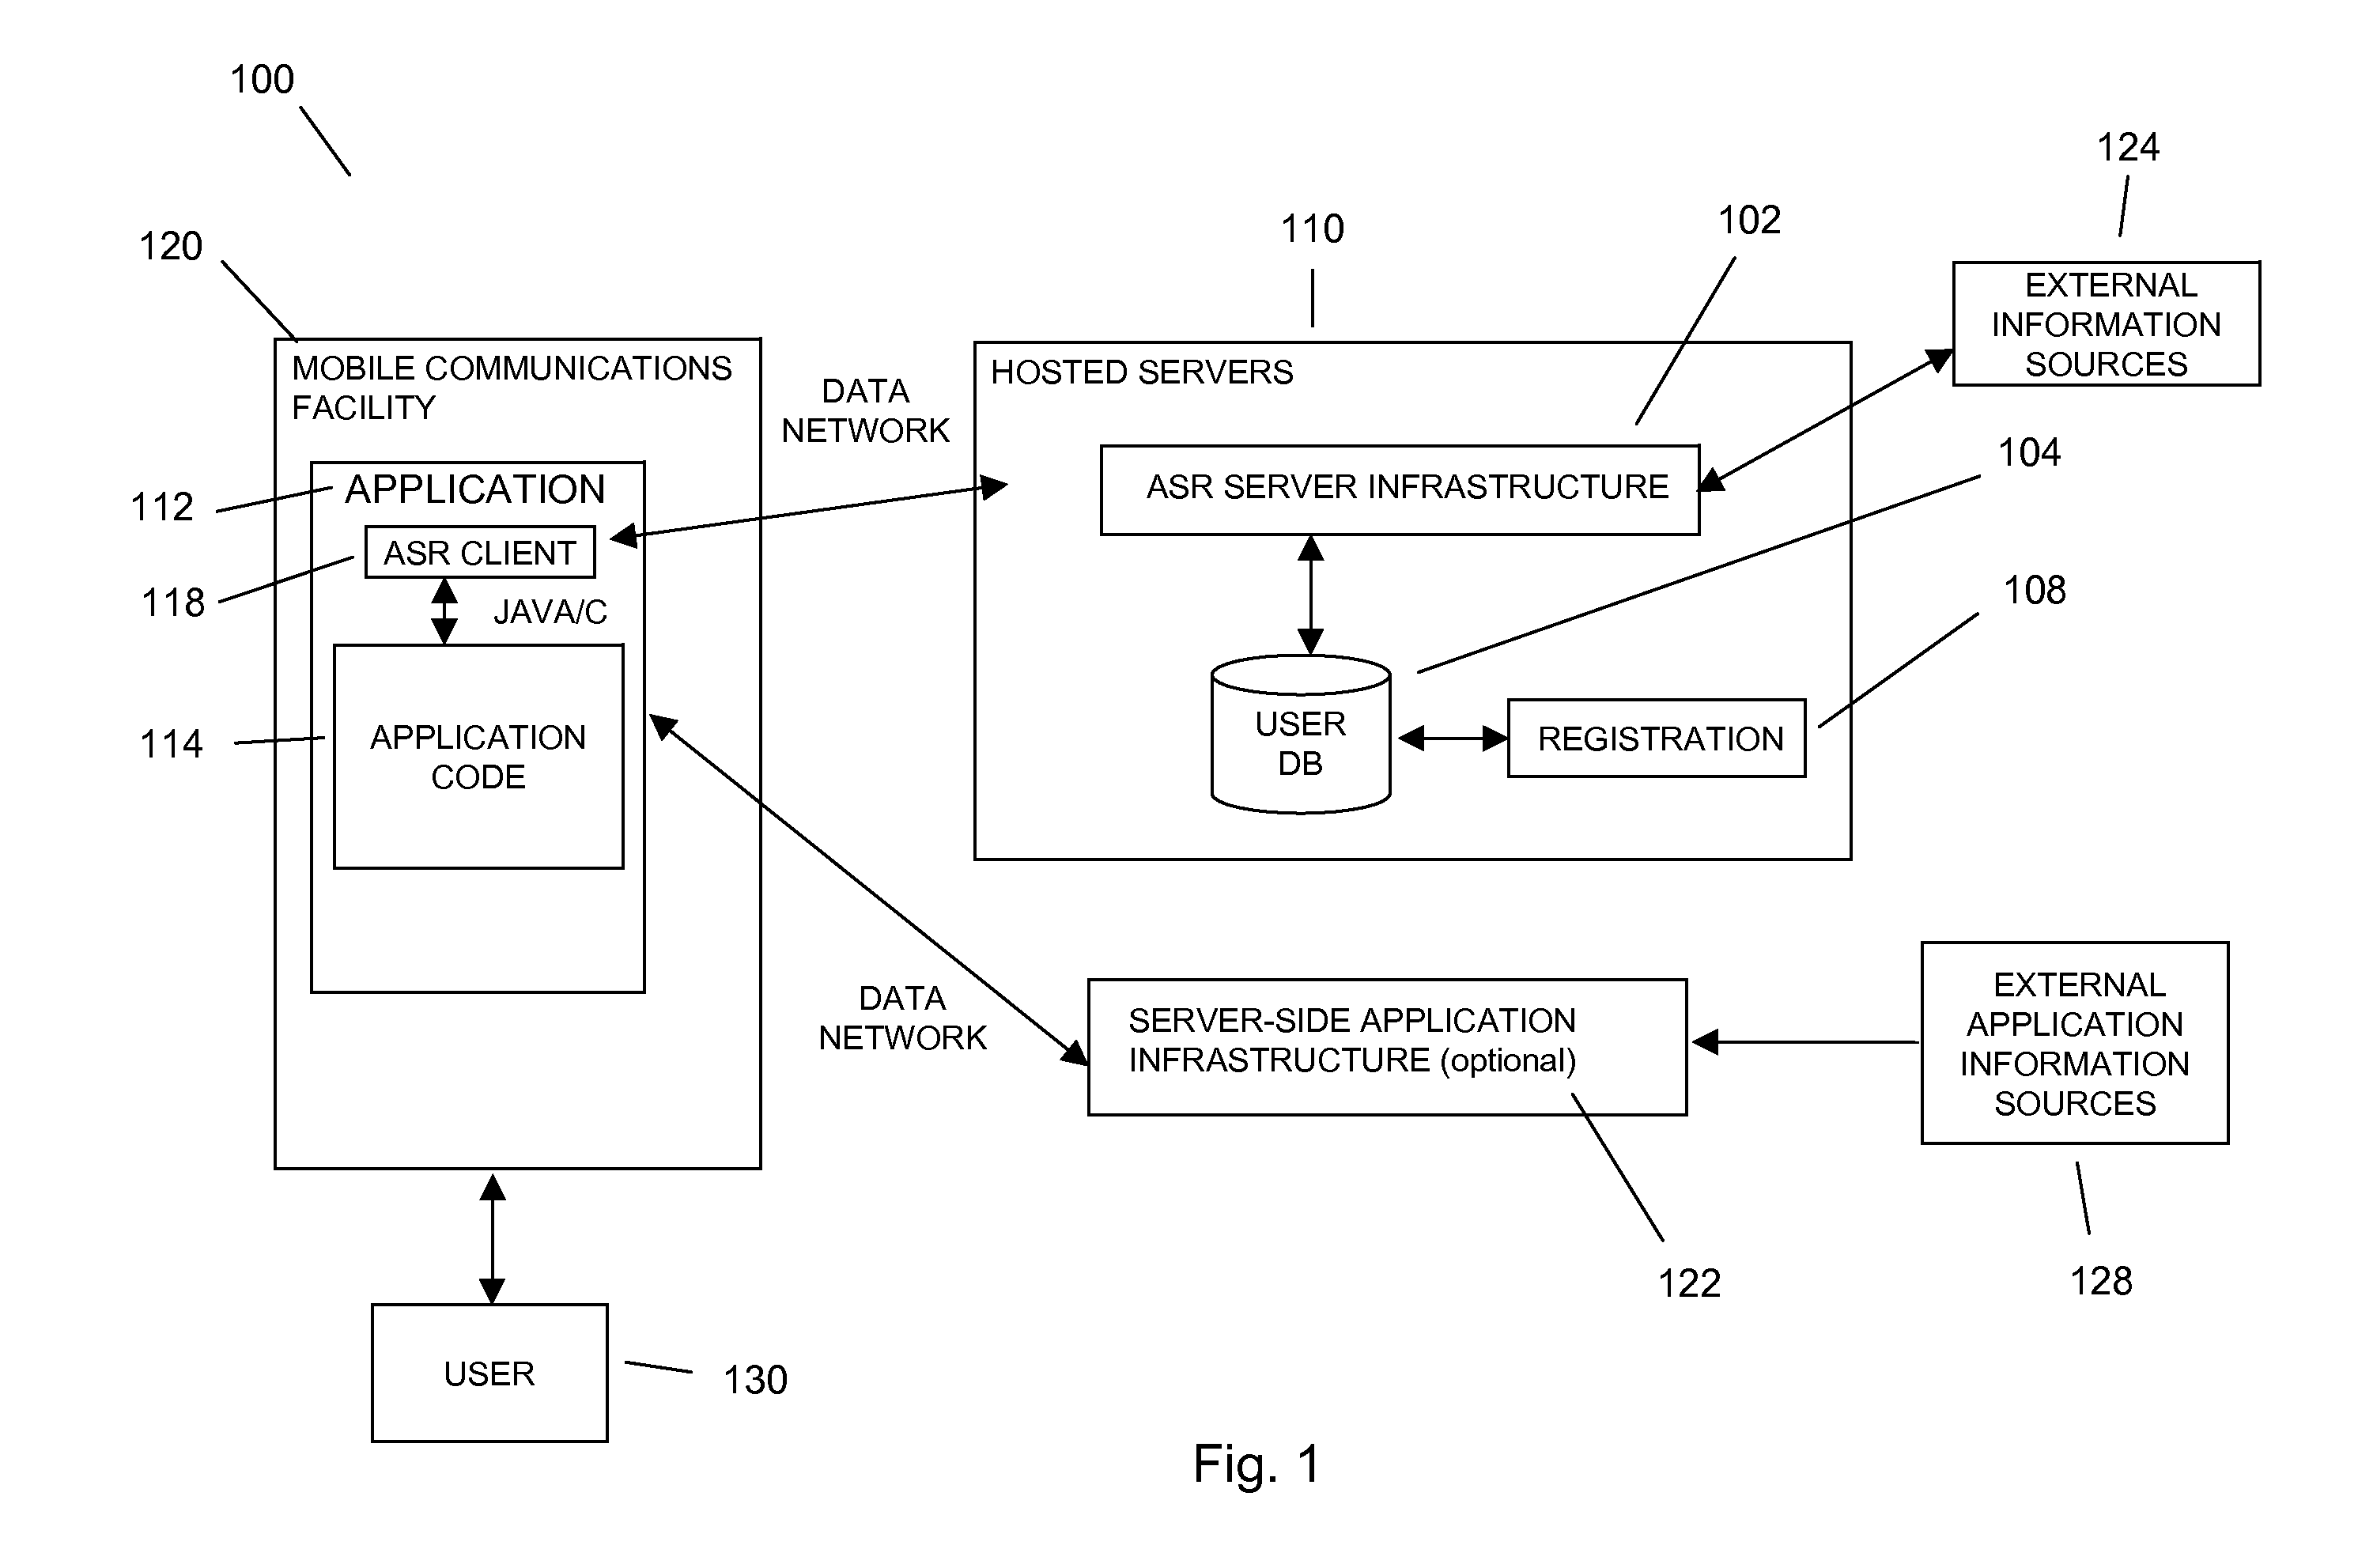 100
124
102
110
120
EXTERNAL
INFORMATION
SOURCES
MOBILE COMMUNICATIONS
FACILITY
DATA
NETWORK
HOSTED SERVERS
104
APPLICATION
112
ASR SERVER INFRASTRUCTURE
ASR CLIENT
118
JAVA/C
108
114
APPLICATION
CODE
USER
DB
REGISTRATION
DATA
NETWORK
SERVER-SIDE APPLICATION
INFRASTRUCTURE (optional)
EXTERNAL
APPLICATION
INFORMATION
SOURCES
122
128
USER
130
Fig. 1